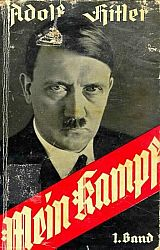 Adolf Hitler
Mein Kampf
1. Band